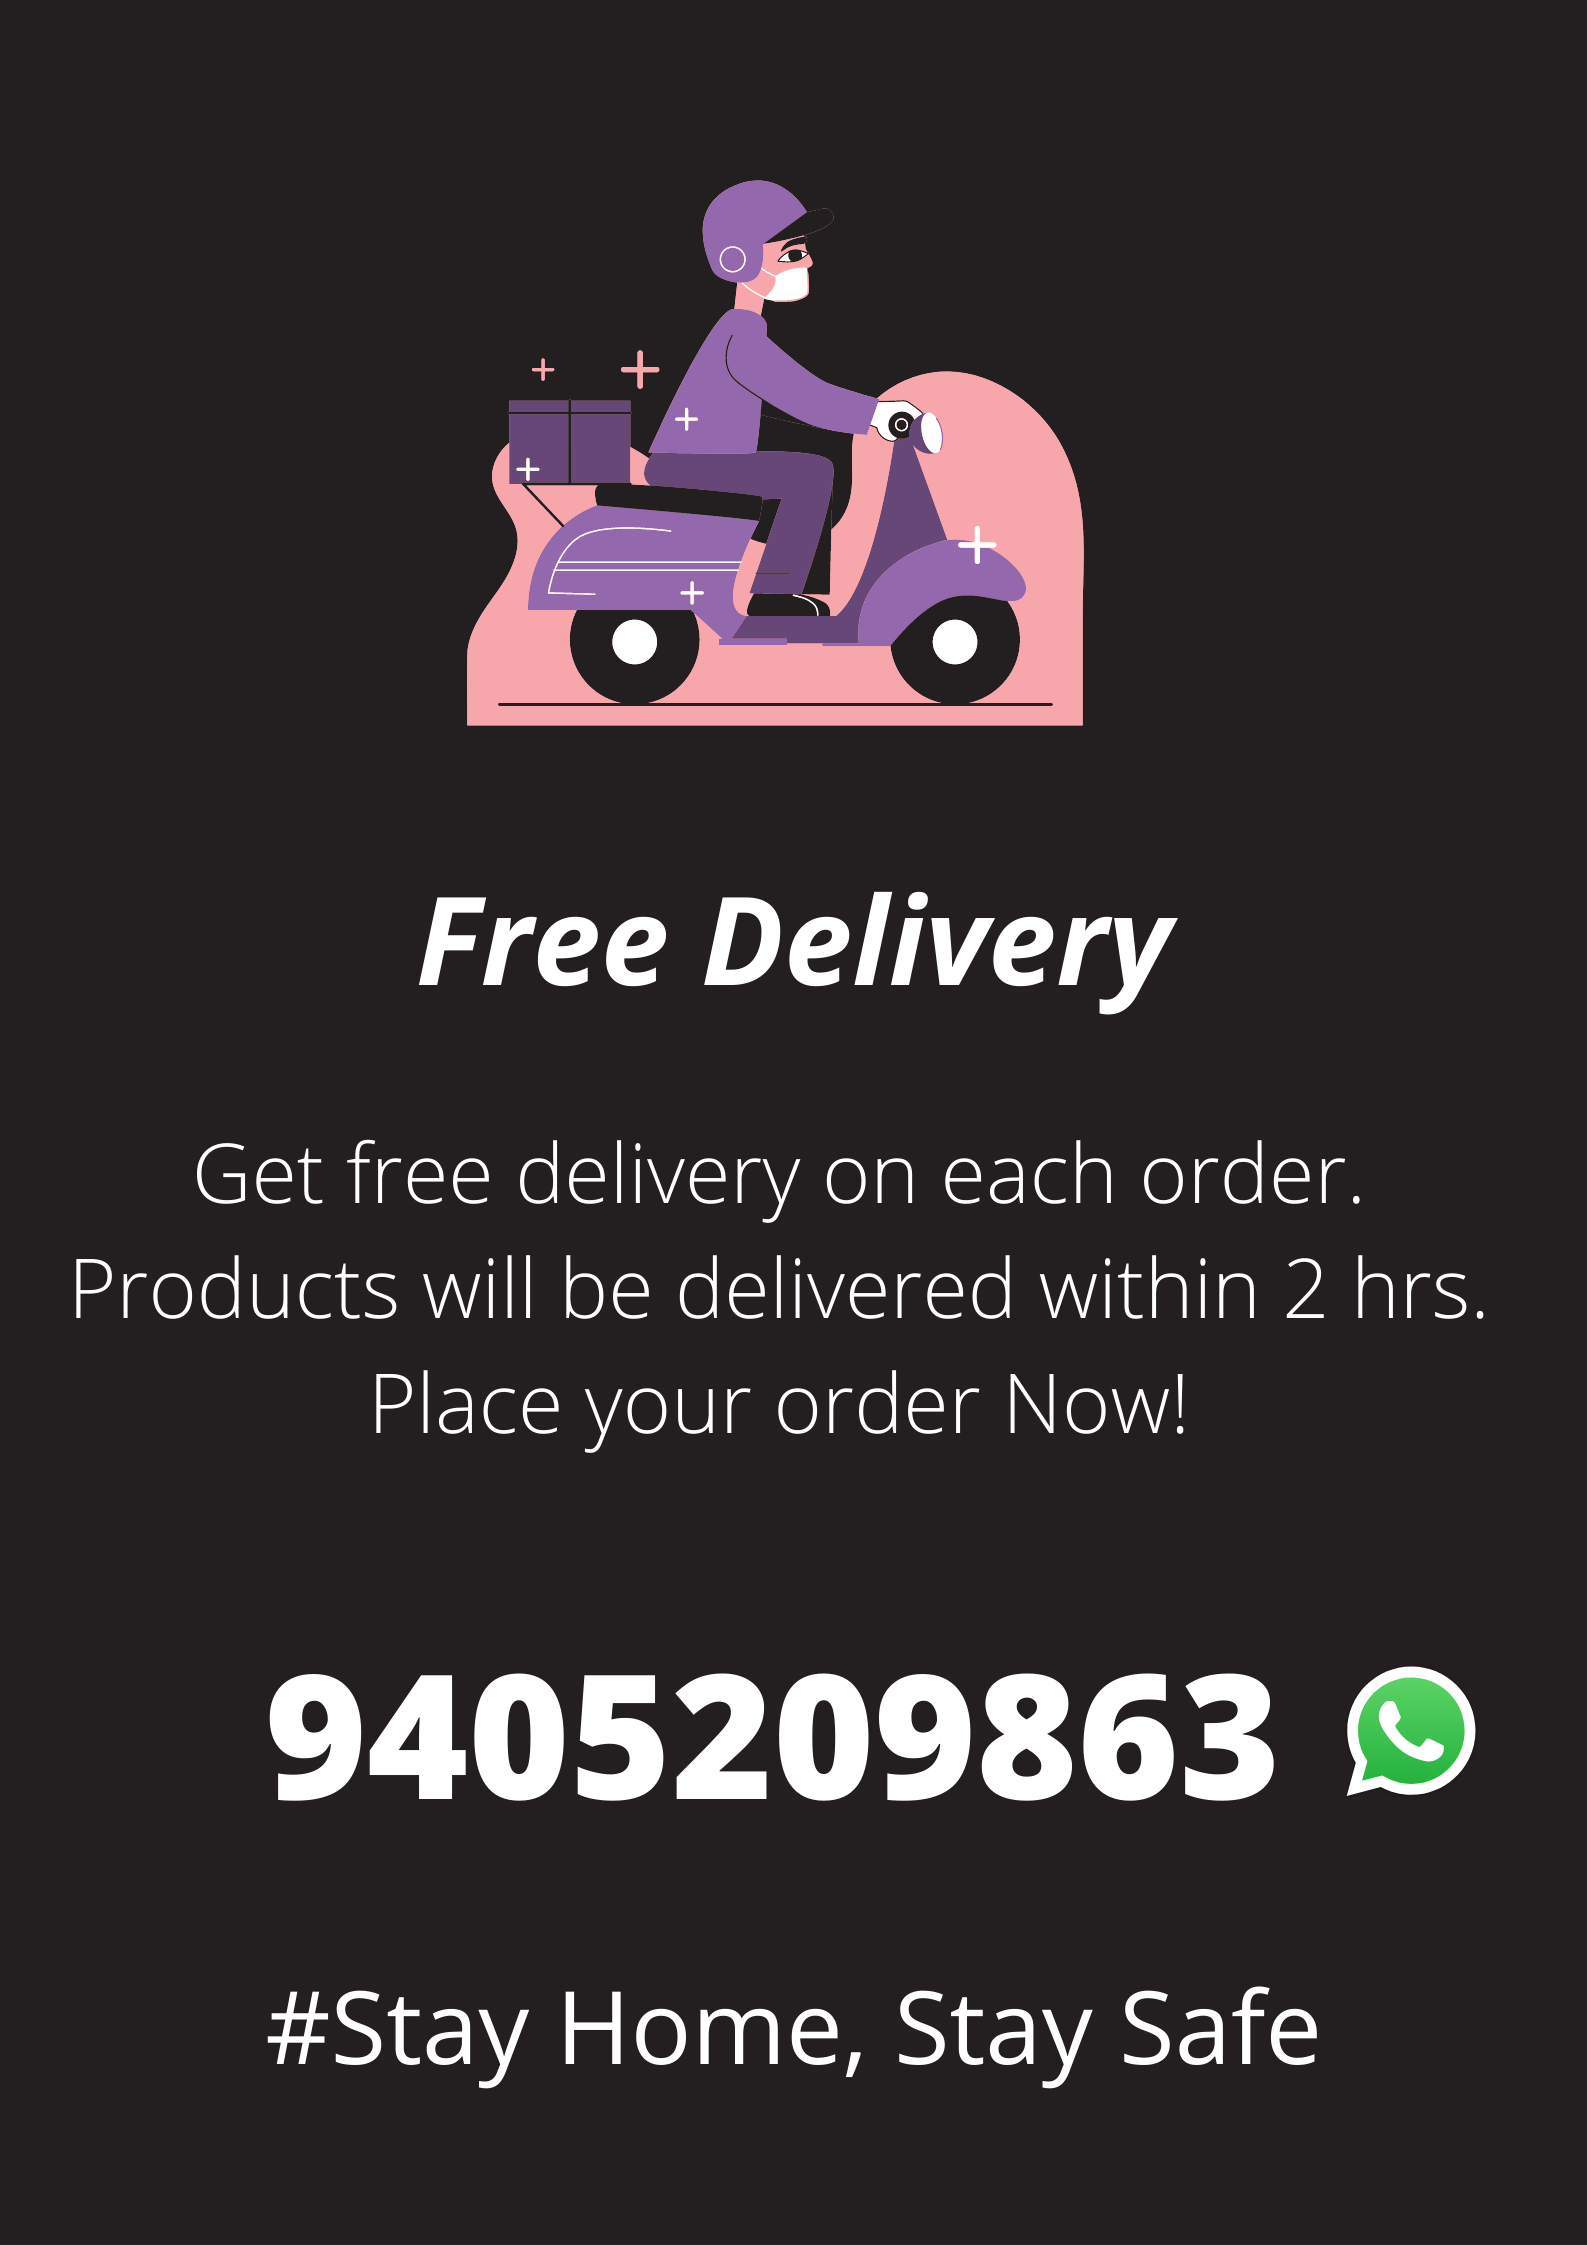 Free Delivery
Get free delivery on each order.
Products will be delivered within 2 hrs.
Place your order Now!
9405209863
#Stay Home, Stay Safe